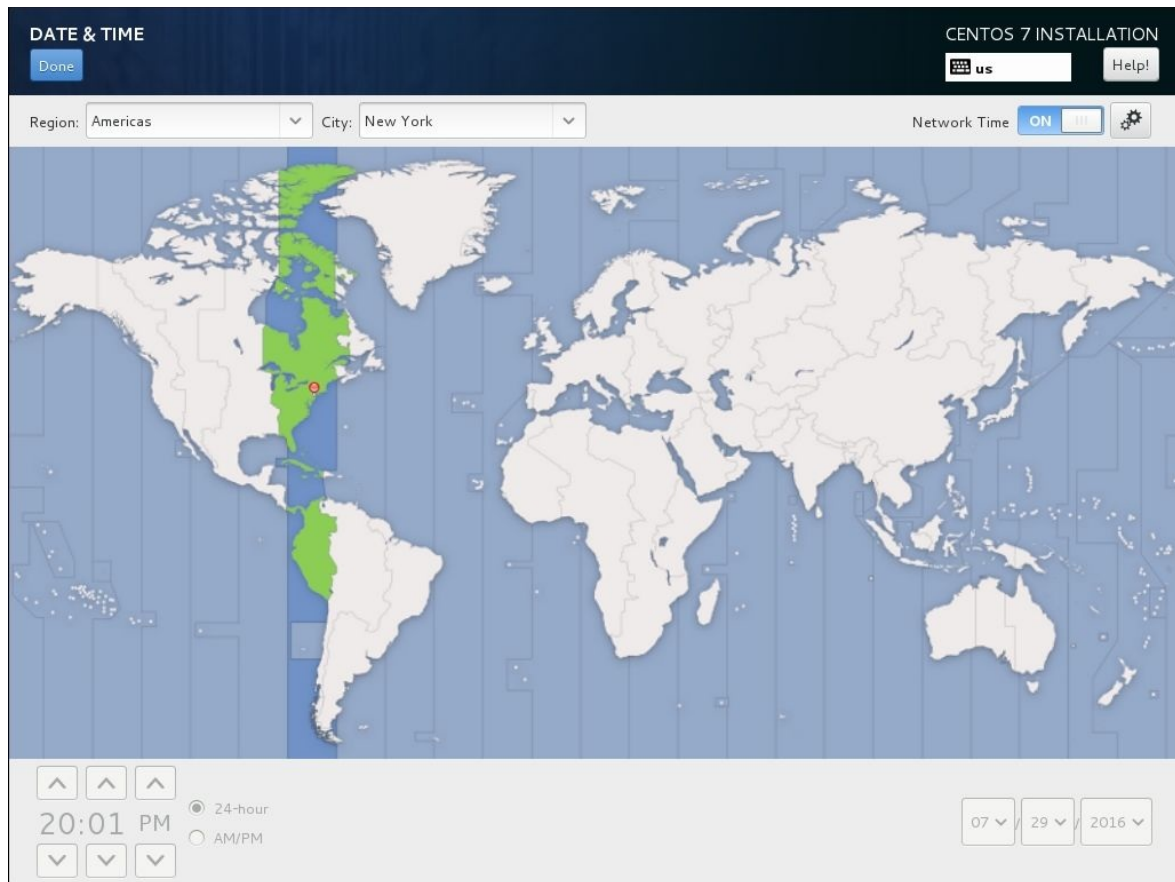 DATE & TIME
CENTOS 7 INSTALLATION
Done
us
Help!
Region: Americas
City: New York
Network Time ON
20:01 PM
24-hour
AM/PM
07 / 29 / 2016